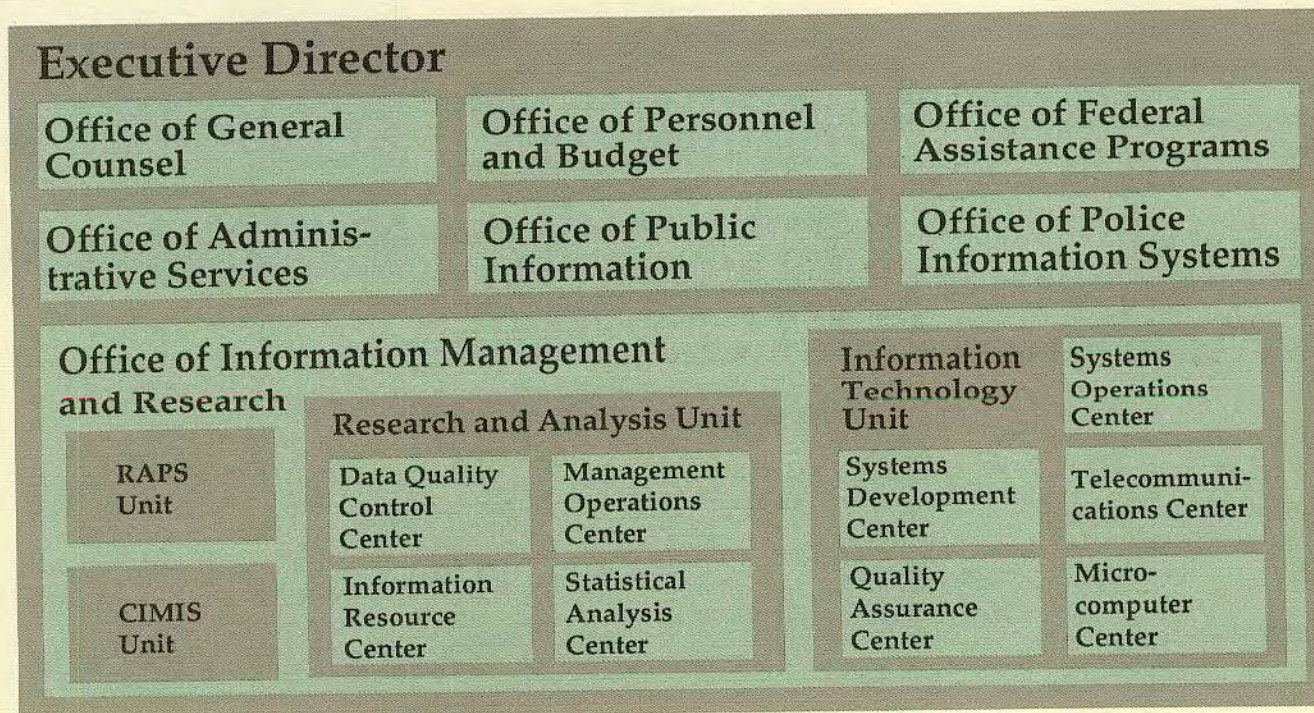 Executive Director
Office of General
Counsel
Office of Personnel
and Budget
Office of Federal
Assistance Programs
Office of Adminis-
trative Services
Office of Public
Information
Office of Police
Information Systems
Office of Information Management
and Research
RAPS
Unit
CIMIS
Unit
Research and Analysis Unit
Data Quality
Control
Center
Management
Operations
Center
Information
Resource
Center
Statistical
Analysis
Center
Information
Technology
Unit
Systems
Operations
Center
Systems
Development
Center
Telecommuni-
cations Center
Quality
Assurance
Center
Micro-
computer
Center